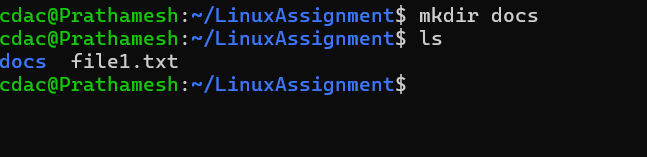 cdac@Prathamesh:~/LinuxAssignment$ mkdir docs
cdac@Prathamesh:~/LinuxAssignment$ ls
docs  file1.txt
cdac@Prathamesh:~/LinuxAssignment$